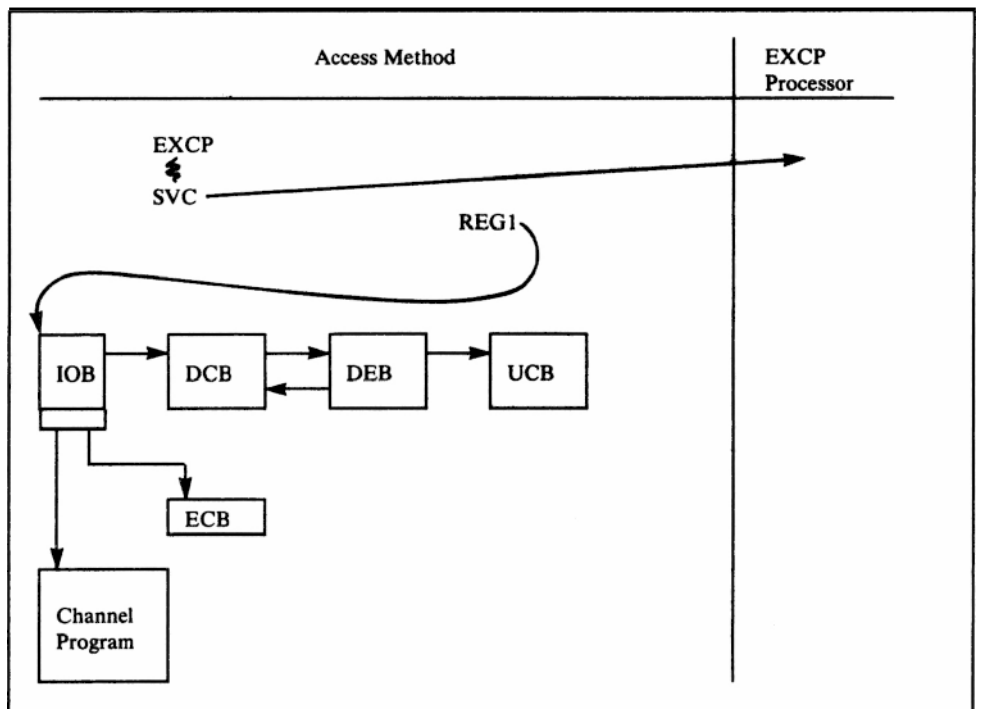 Access Method
EXCP
Processor
EXCP
SVC
REG1
IOB
DCB
DEB
UCB
ECB
Channel
Program